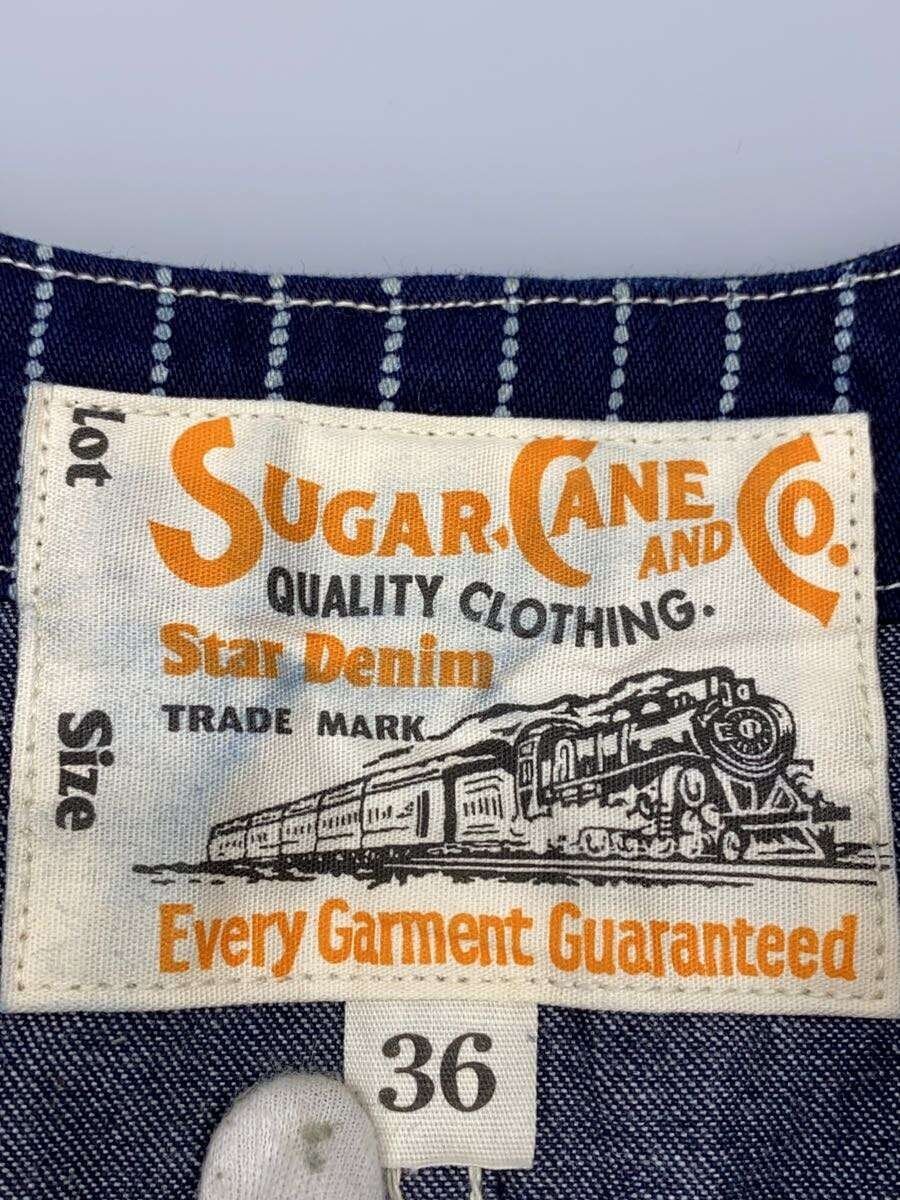 lot
SUGAR CANE AND CO.
QUALITY CLOTHING.
Star Denim
TRADE MARK
Size
Every Garment Guaranteed
36